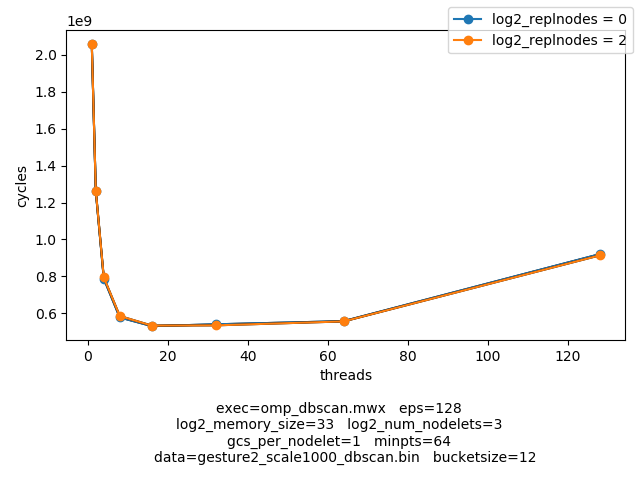 1e9
log2_replnodes = 0
log2_replnodes = 2
2.0
1.8
1.6
1.4
1.2
1.0
0.8
0.6
cycles
0 20 40 60 80 100 120
threads
exec=omp_dbscan.mwx eps=128
log2_memory_size=33 log2_num_nodelets=3
gcs_per_nodelet=1 minpts=64
data=gesture2_scale1000_dbscan.bin bucketsize=12